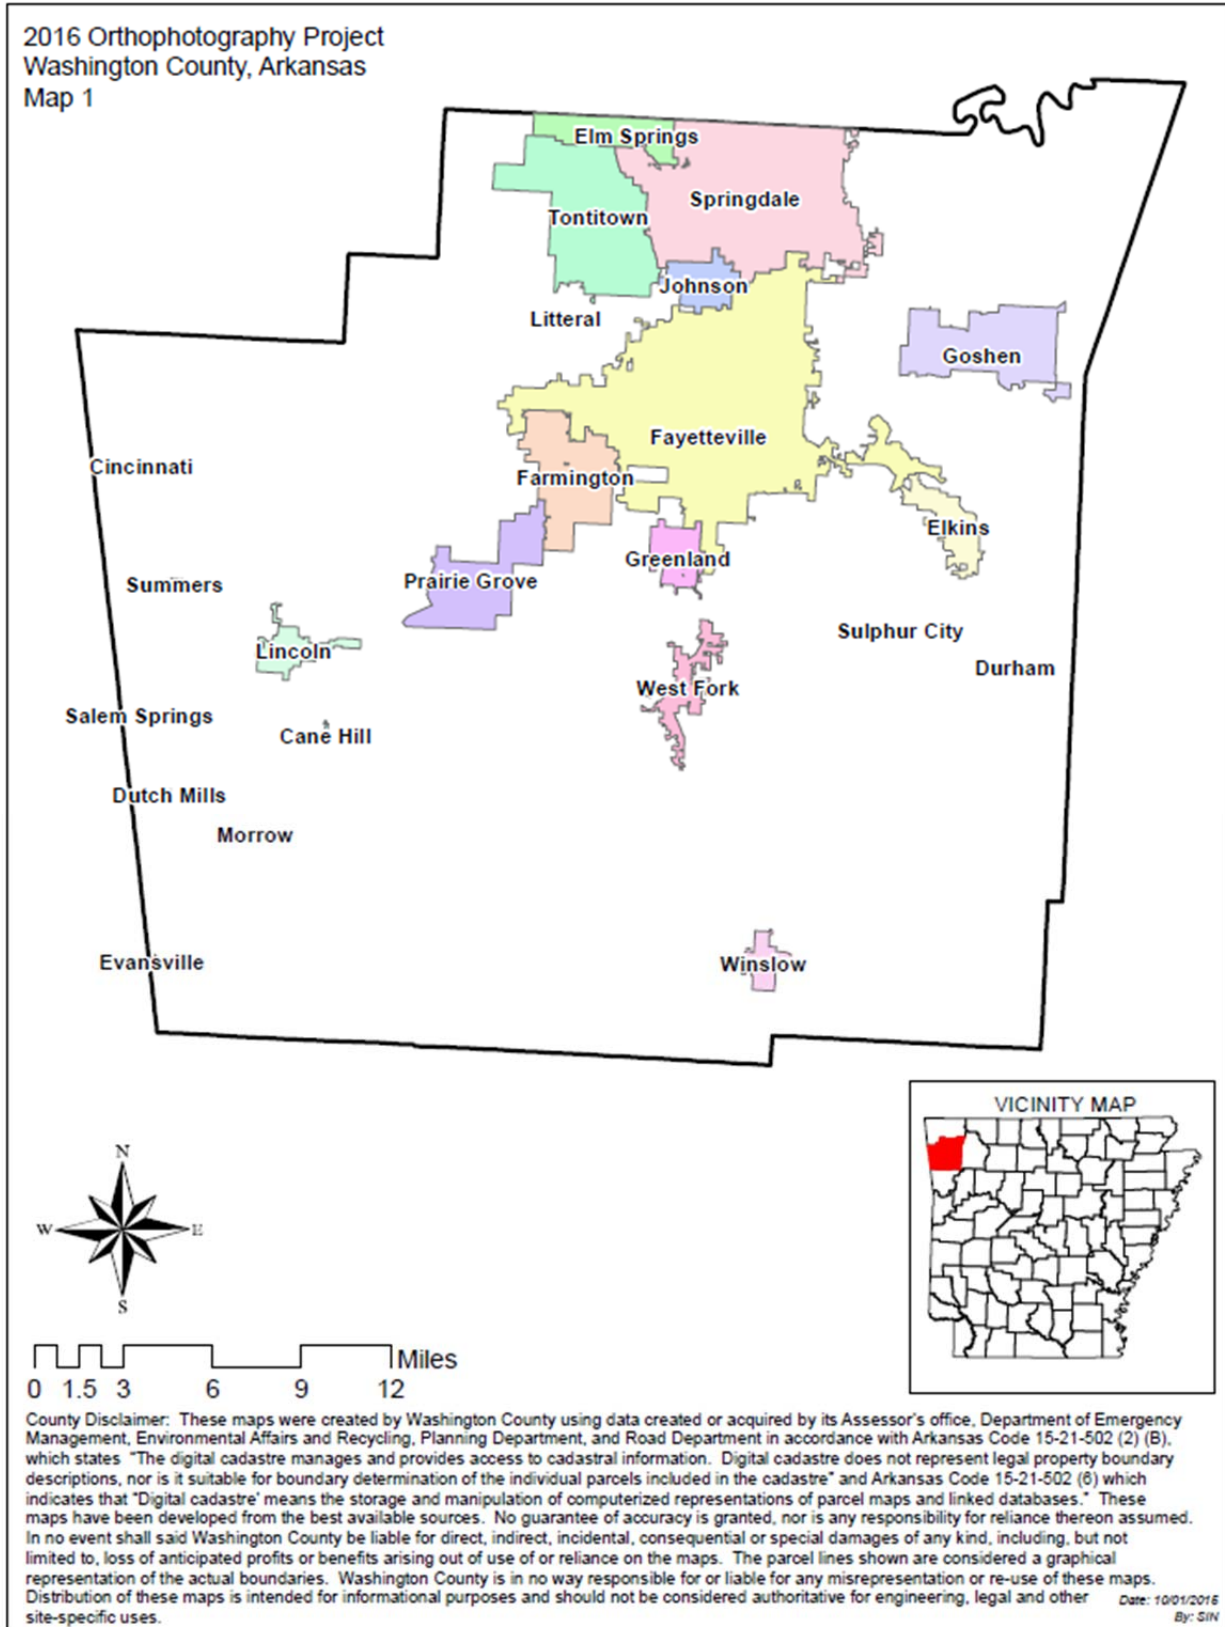 2016 Orthophotography Project
Washington County, Arkansas
Map 1
Elm Springs
Springdale
Tontitown
Johnson
Litteral
Goshen
Fayetteville
Cincinnati
Farmington
Elkins
Greenland
Prairie Grove
Summers
Sulphur City
Lincoln
Durham
West Fork
Salem Springs
Cane Hill
Dutch Mills
Morrow
Evansville
Winslow
VICINITY MAP
N
W E
S
Miles
0 1.5 3 6 9 12
County Disclaimer: These maps were created by Washington County using data created or acquired by its Assessor's office, Department of Emergency
Management, Environmental Affairs and Recycling, Planning Department, and Road Department in accordance with Arkansas Code 15-21-502 (2) (B),
which states "The digital cadastre manages and provides access to cadastral information. Digital cadastre does not represent legal property boundary
descriptions, nor is it suitable for boundary determination of the individual parcels included in the cadastre" and Arkansas Code 15-21-502 (6) which
indicates that "Digital cadastre' means the storage and manipulation of computerized representations of parcel maps and linked databases." These
maps have been developed from the best available sources. No guarantee of accuracy is granted, nor is any responsibility for reliance thereon assumed.
In no event shall said Washington County be liable for direct, indirect, incidental, consequential or special damages of any kind, including, but not
limited to, loss of anticipated profits or benefits arising out of use of or reliance on the maps. The parcel lines shown are considered a graphical
representation of the actual boundaries. Washington County is in no way responsible for or liable for any misrepresentation or re-use of these maps.
Distribution of these maps is intended for informational purposes and should not be considered authoritative for engineering, legal and other
site-specific uses.
Date: 10/01/2016
By: SIN